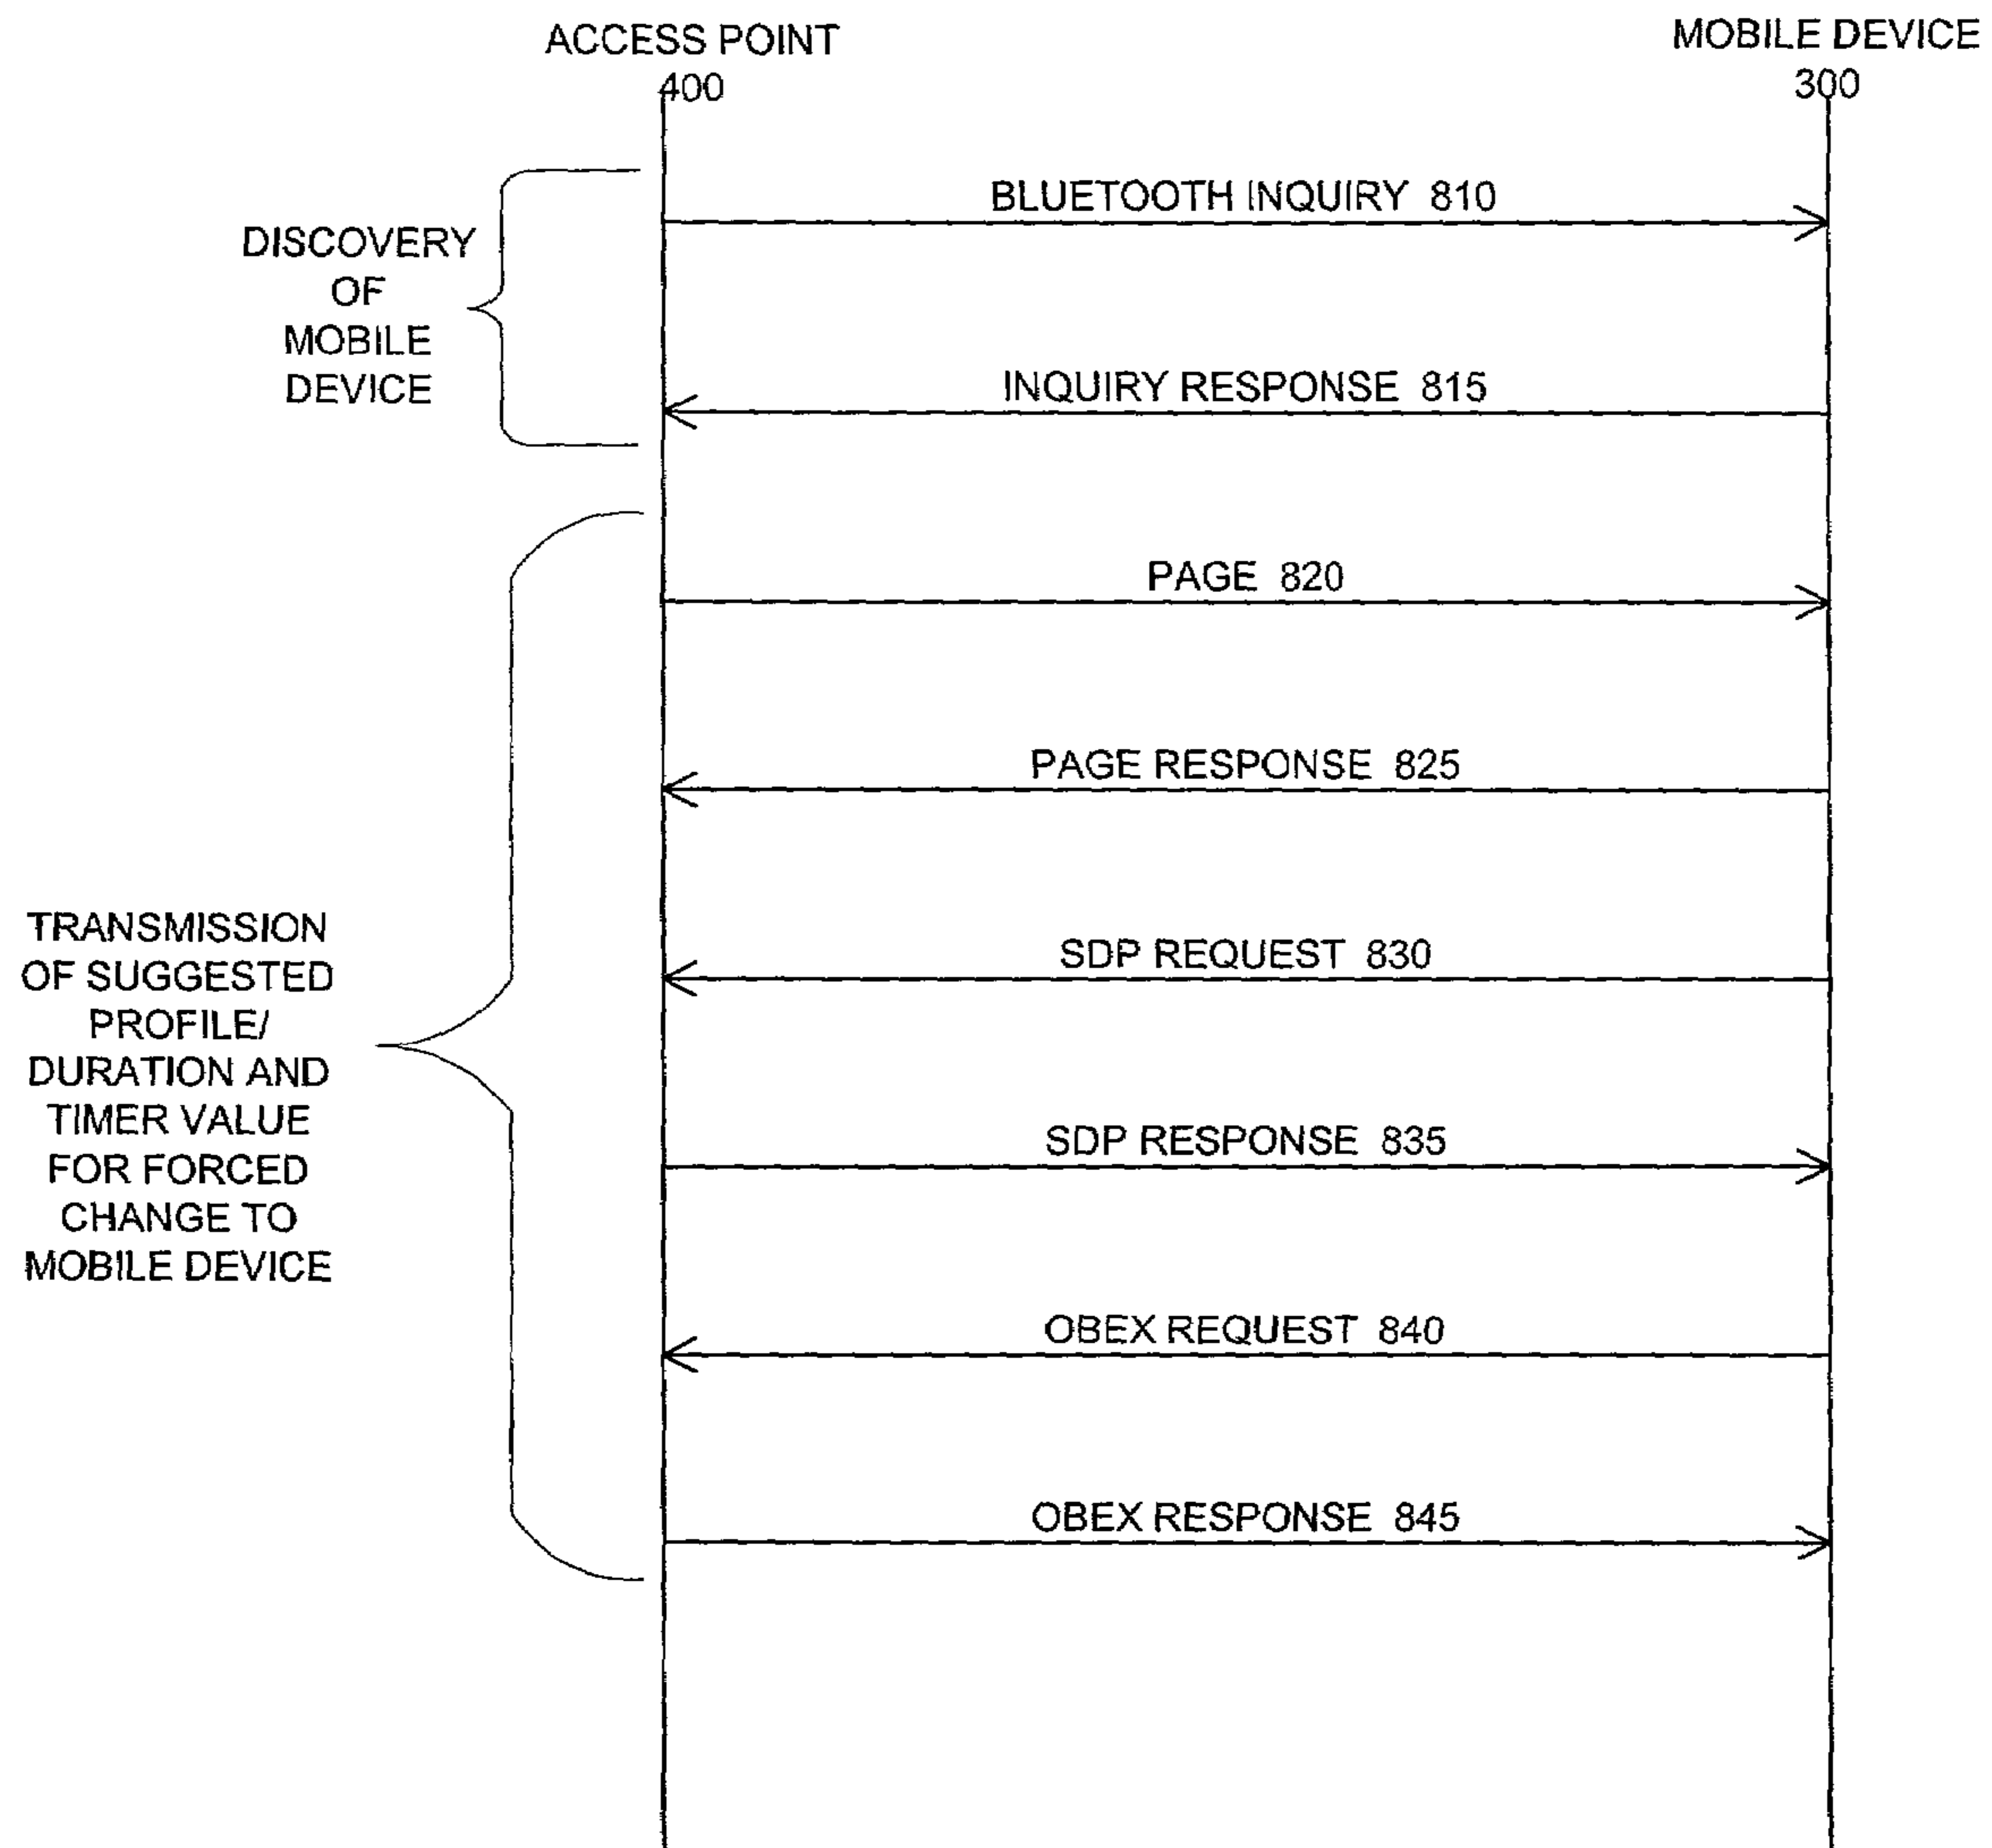 ACCESS POINT
400
MOBILE DEVICE
300
BLUETOOTH INQUIRY 810
DISCOVERY
OF
MOBILE
DEVICE
INQUIRY RESPONSE 815
PAGE 820
PAGE RESPONSE 825
SDP REQUEST 830
TRANSMISSION
OF SUGGESTED
PROFILE/
DURATION AND
TIMER VALUE
FOR FORCED
CHANGE TO
MOBILE DEVICE
SDP RESPONSE 835
OBEX REQUEST 840
OBEX RESPONSE 845